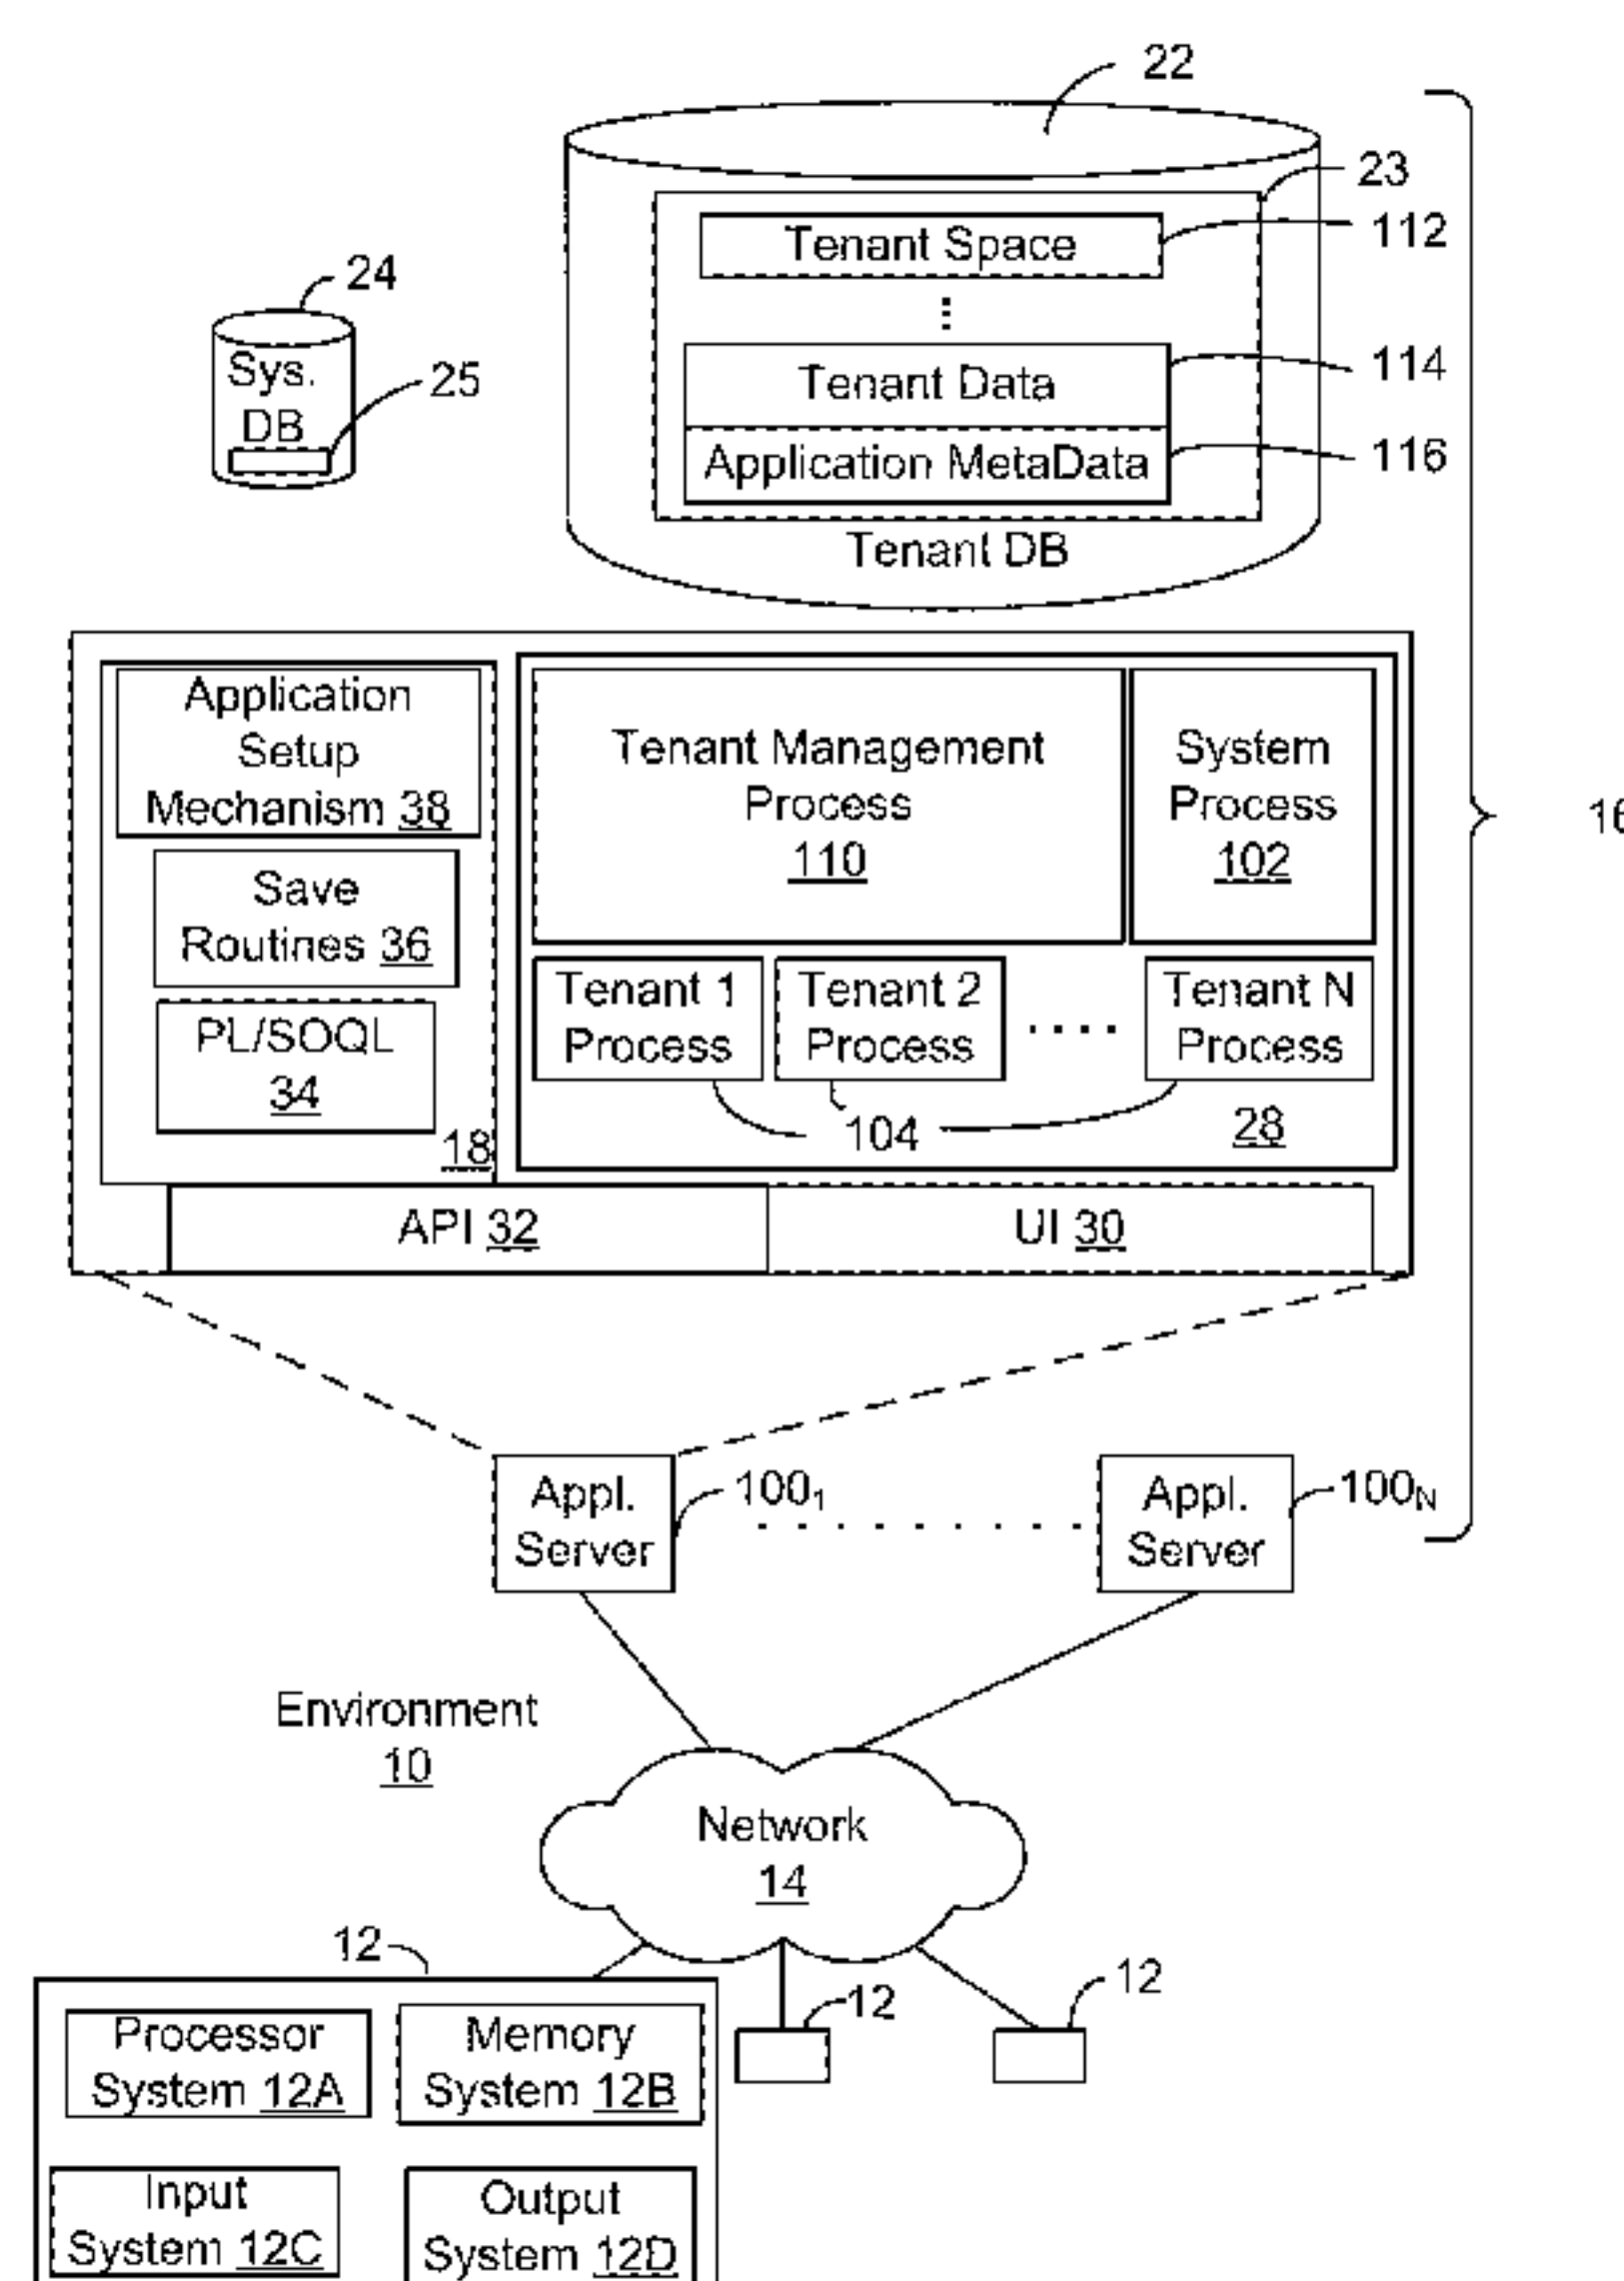 22
23
Tenant Space
112
24
Sys.
DB
25
Tenant Data
114
Application MetaData
116
Tenant DB
Application
Setup
Mechanism 38
Tenant Management
Process
110
System
Process
102
16
Save
Routines 36
PL/SOQL
34
18
Tenant 1
Process
Tenant 2
Process
Tenant N
Process
104
28
API 32
UI 30
Appl.
Server
100₁
Appl.
Server
100N
Environment
10
Network
14
12
12
12
Processor
System 12A
Memory
System 12B
Input
System 12C
Output
System 12D